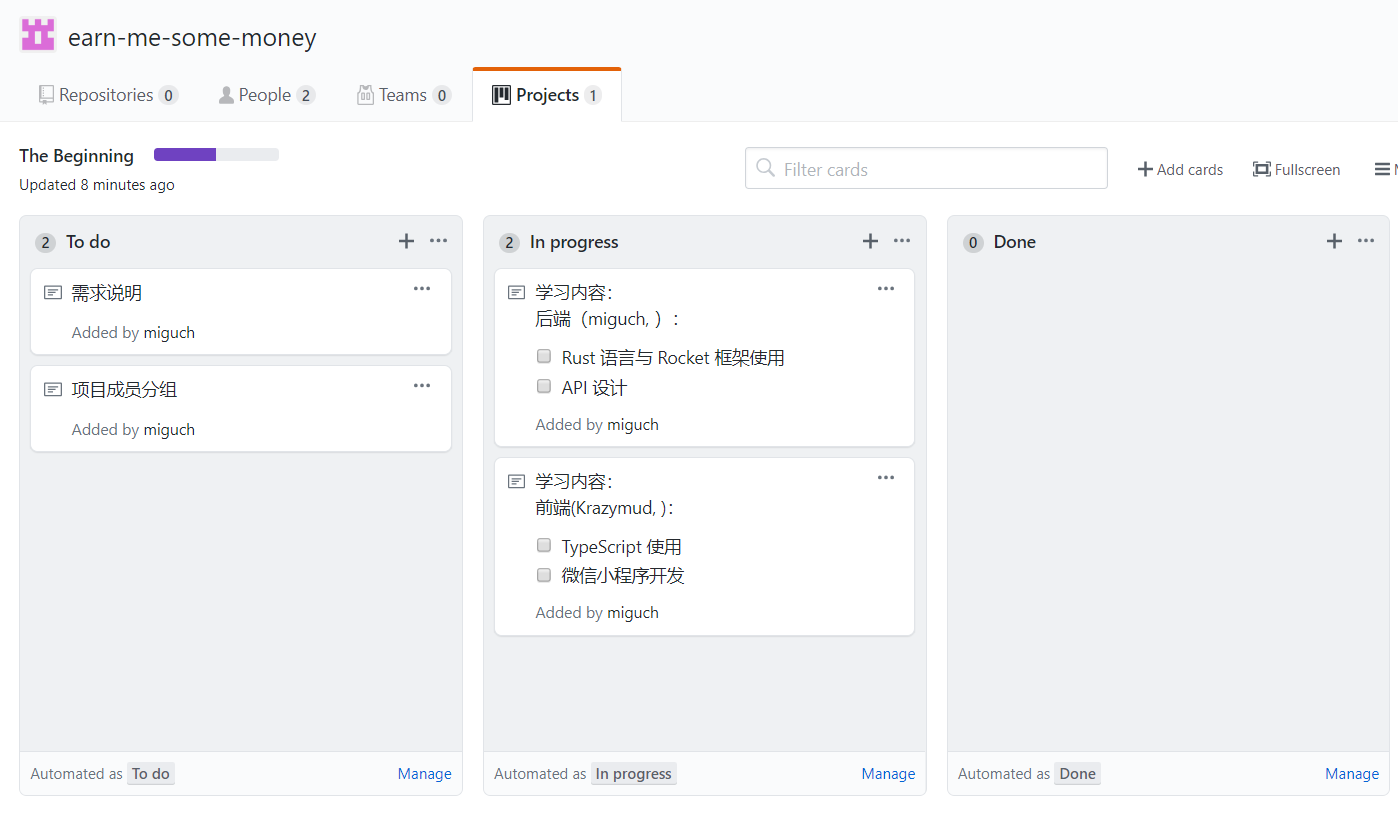 earn-me-some-money
Repositories 0 People 2 Teams 0 Projects 1
The Beginning
Updated 8 minutes ago
Filter cards
Add cards
Fullscreen
2 To do
需求说明
Added by miguch
项目成员分组
Added by miguch
Automated as To do Manage
2 In progress
学习内容：
后端（miguch, ）：
Rust 语言与 Rocket 框架使用
API 设计
Added by miguch
学习内容：
前端(Krazymud, )：
TypeScript 使用
微信小程序开发
Added by miguch
Automated as In progress Manage
0 Done
Automated as Done Manage